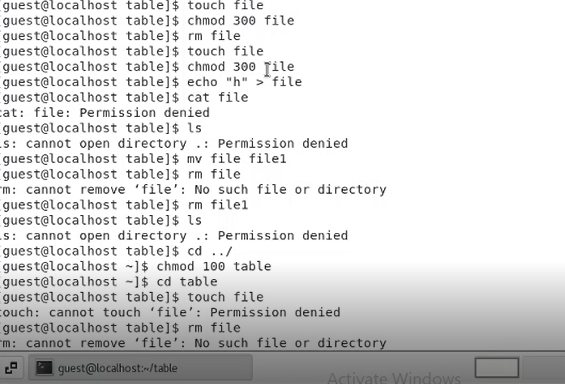 [guest@localhost table]$ touch file
[guest@localhost table]$ chmod 300 file
[guest@localhost table]$ rm file
[guest@localhost table]$ touch file
[guest@localhost table]$ chmod 300 file
[guest@localhost table]$ echo "h" > file
[guest@localhost table]$ cat file
cat: file: Permission denied
[guest@localhost table]$ ls
ls: cannot open directory .: Permission denied
[guest@localhost table]$ mv file file1
[guest@localhost table]$ rm file
rm: cannot remove ‘file’: No such file or directory
[guest@localhost table]$ rm file1
[guest@localhost table]$ ls
ls: cannot open directory .: Permission denied
[guest@localhost table]$ cd ../
[guest@localhost ~]$ chmod 100 table
[guest@localhost ~]$ cd table
[guest@localhost table]$ touch file
touch: cannot touch ‘file’: Permission denied
[guest@localhost table]$ rm file
rm: cannot remove ‘file’: No such file or directory
guest@localhost:~/table
Activate Windows